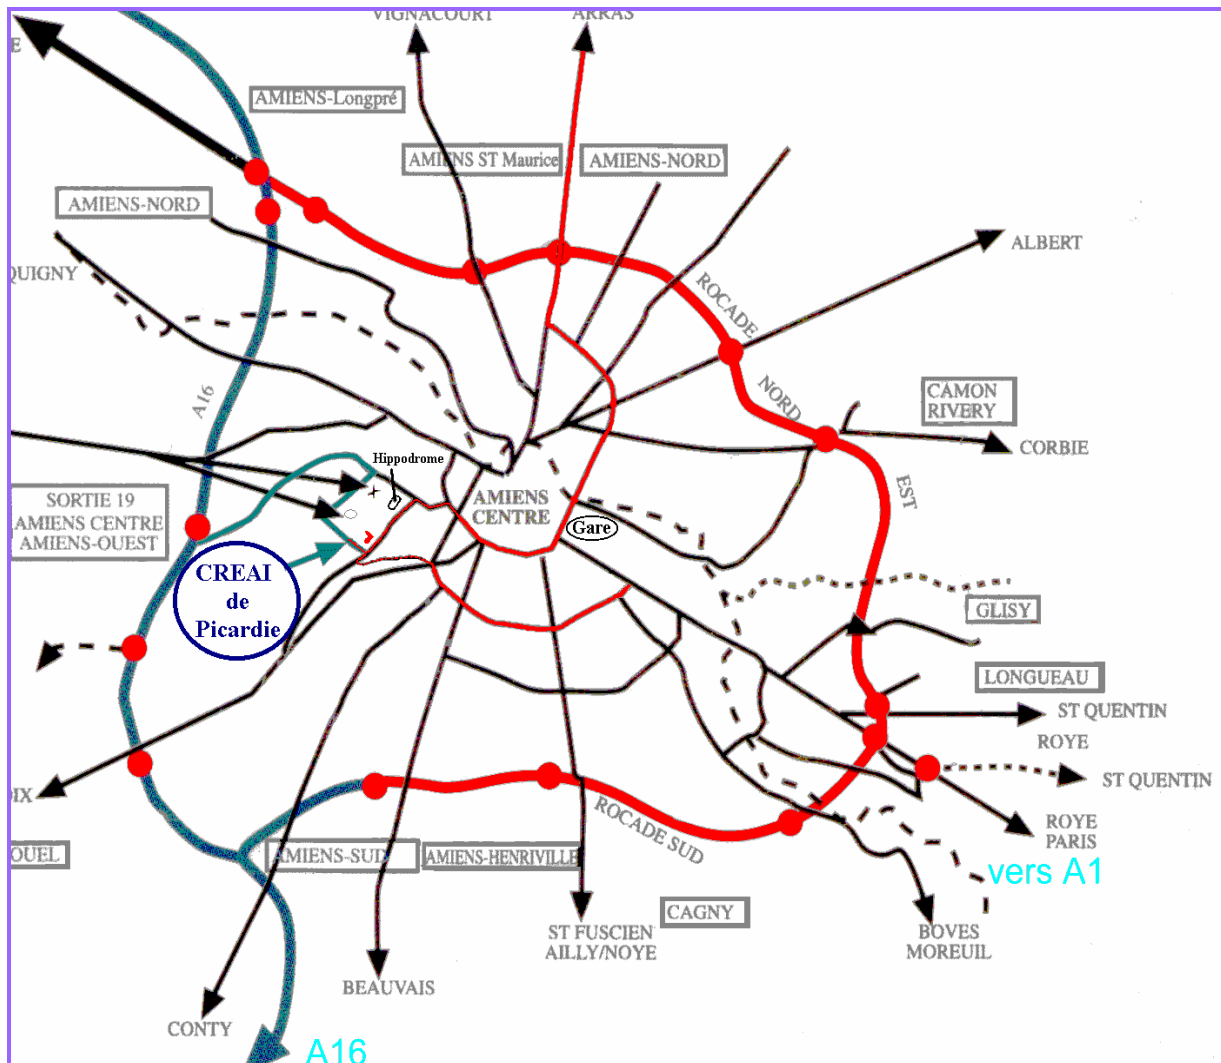 VIGNACOURT
ARRAS
E
AMIENS-Longpré
AMIENS ST Maurice
AMIENS-NORD
AMIENS-NORD
ALBERT
QUIGNY
ROCADE
NORD
EST
A16
CAMON
RIVERY
CORBIE
Hippodrome
SORTIE 19
AMIENS CENTRE
AMIENS-OUEST
AMIENS
CENTRE
Gare
CREAI
de
Picardie
GLISY
LONGUEAU
ST QUENTIN
ROYE
ST QUENTIN
IX
ROYE
PARIS
ROCADE SUD
OUEL
AMIENS-SUD
AMIENS-HENRIVILLE
vers A1
CAGNY
ST FUSCIEN
AILLY/NOYE
BOVES
MOREUIL
BEAUVAIS
CONTY
A16